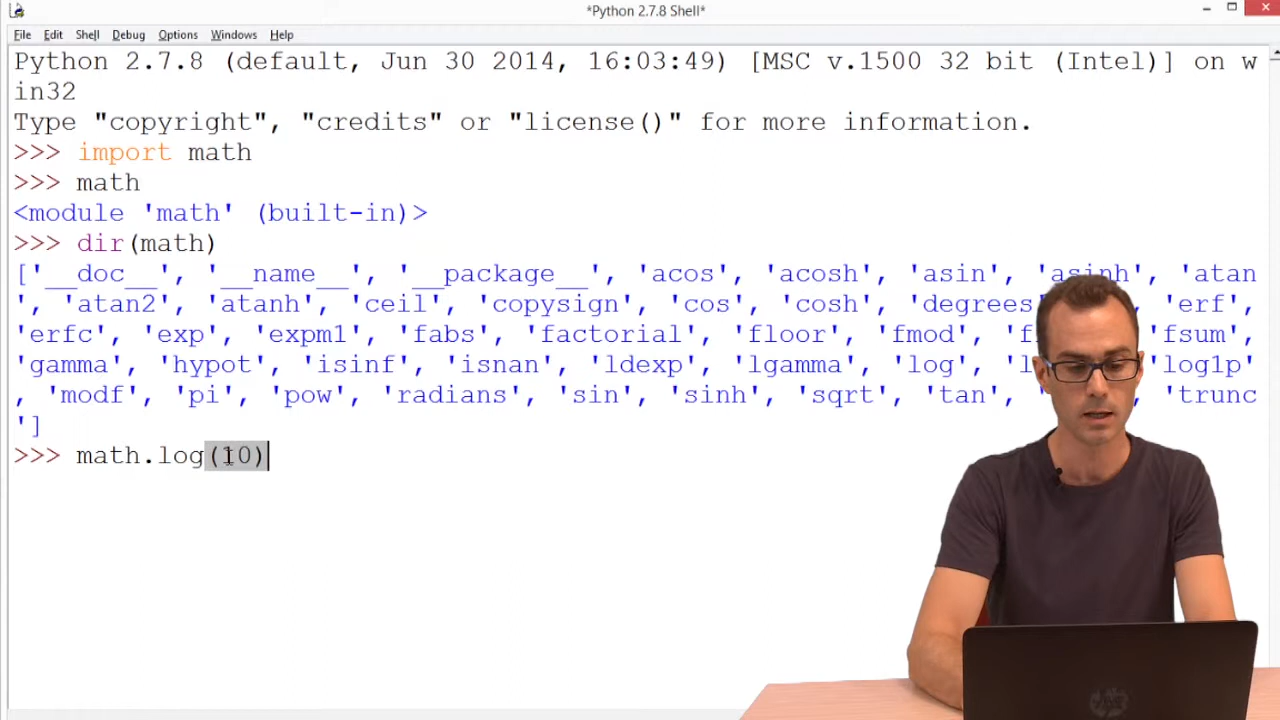 *Python 2.7.8 Shell*
File Edit Shell Debug Options Windows Help
Python 2.7.8 (default, Jun 30 2014, 16:03:49) [MSC v.1500 32 bit (Intel)] on w
in32
Type "copyright", "credits" or "license()" for more information.
>>> import math
>>> math
<module 'math' (built-in)>
>>> dir(math)
['__doc__', '__name__', '__package__', 'acos', 'acosh', 'asin', 'asinh', 'atan
', 'atan2', 'atanh', 'ceil', 'copysign', 'cos', 'cosh', 'degrees 'erf',
'erfc', 'exp', 'expm1', 'fabs', 'factorial', 'floor', 'fmod', 'fsum',
'gamma', 'hypot', 'isinf', 'isnan', 'ldexp', 'lgamma', 'log', 'log1p'
, 'modf', 'pi', 'pow', 'radians', 'sin', 'sinh', 'sqrt', 'tan', 'trunc
']
>>> math.log(10)